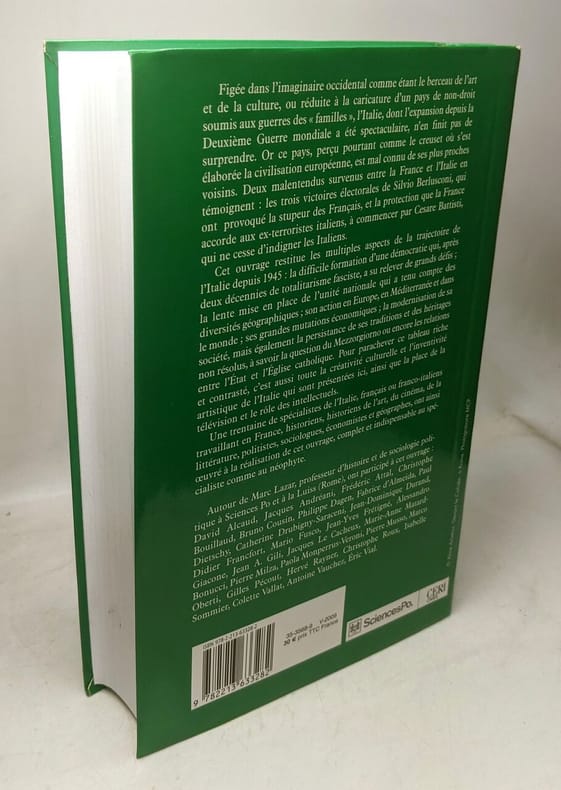 Figée dans l'imaginaire occidental comme étant le berceau de l'art
et de la culture, ou réduite à la caricature d'un pays de non-droit
soumis aux guerres des « familles », l'Italie, dont l'expansion depuis la
Deuxième Guerre mondiale a été spectaculaire, n'en finit pas de
surprendre. Or ce pays, perçu pourtant comme le creuset où s'est
élaborée la civilisation européenne, est mal connu de ses plus proches
voisins. Deux malentendus survenus entre la France et l'Italie en
témoignent : les trois victoires électorales de Silvio Berlusconi, qui
ont provoqué la stupeur des Français, et la protection que la France
accorde aux ex-terroristes italiens, à commencer par Cesare Battisti,
qui ne cesse d'indigner les Italiens.
Cet ouvrage restitue les multiples aspects de la trajectoire de
l'Italie depuis 1945 : la difficile formation d'une démocratie qui, après
deux décennies de totalitarisme fasciste, a su relever de grands défis ;
la lente mise en place de l'unité nationale qui a tenu compte des
diversités géographiques ; son action en Europe, en Méditerranée et dans
le monde ; ses grandes mutations économiques ; la modernisation de sa
société, mais également la persistance de ses traditions et des héritages
non résolus, à savoir la question du Mezzorgiorno ou encore les relations
entre l'État et l'Église catholique. Pour parachever ce tableau riche
et contrasté, c'est aussi toute la créativité culturelle et l'inventivité
artistique de l'Italie qui sont présentées ici, ainsi que la place de la
télévision et le rôle des intellectuels.
Une trentaine de spécialistes de l'Italie, français ou franco-italiens
travaillant en France, historiens, historiens de l'art, du cinéma, de la
littérature, politistes, sociologues, économistes et géographes, ont ainsi
œuvré à la réalisation de cet ouvrage, complet et indispensable au spé-
cialiste comme au néophyte.
Autour de Marc Lazar, professeur d'histoire et de sociologie poli-
tique à Sciences Po et à la Luiss (Rome), ont participé à cet ouvrage :
David Alcaud, Jacques Andréani, Frédéric Attal, Christophe
Bouillaud, Bruno Cousin, Philippe Dagen, Fabrice d'Almeida, Paul
Dietschy, Catherine Drubigny-Saraceni, Jean-Dominique Durand,
Didier Francfort, Mario Fusco, Jean-Yves Frétigné, Alessandro
Giacone, Jean A. Gili, Jacques Le Cacheux, Marie-Anne Matard-
Bonucci, Pierre Milza, Paola Monperrus-Veroni, Pierre Musso, Marco
Oberti, Gilles Pécout, Hervé Rayner, Christophe Roux, Isabelle
Sommier, Colette Vallat, Antoine Vaucher, Éric Vial.
ISBN 978-2-213-63328-2
35-3568-9 V-2009
30 € prix TTC France
9 782213 633282
SciencesPo.
CERI